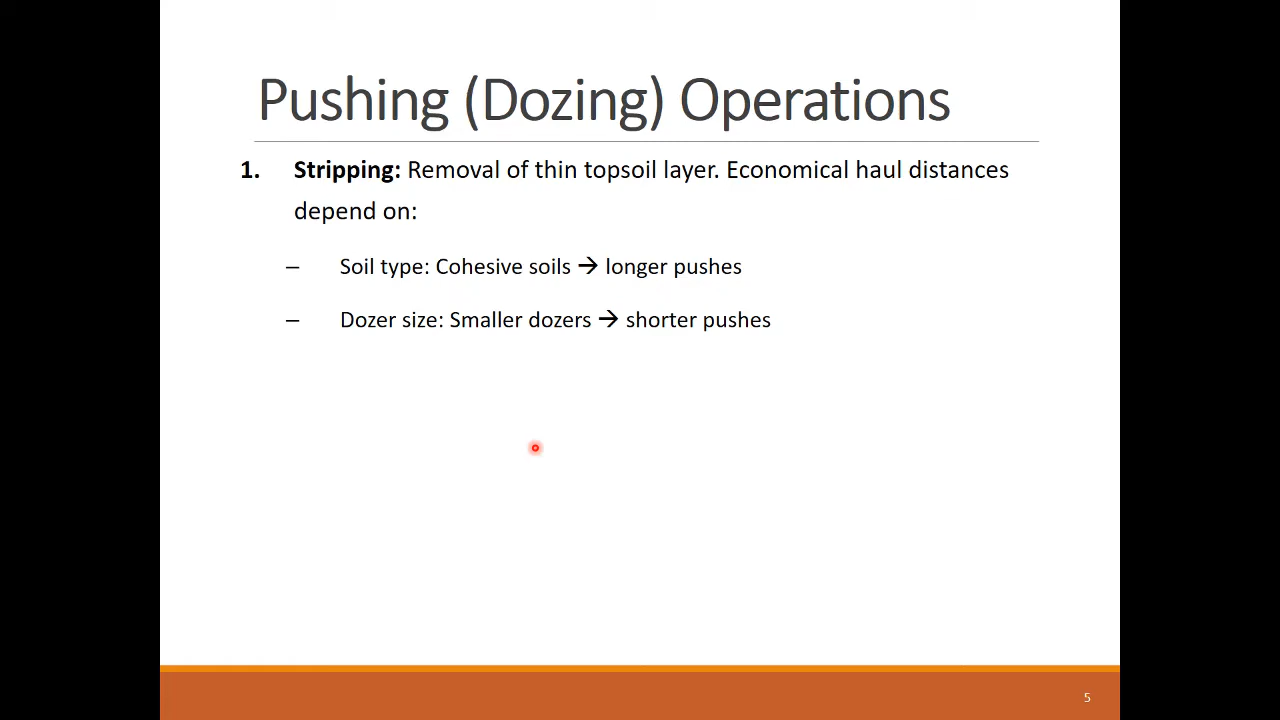 Pushing (Dozing) Operations
1. Stripping: Removal of thin topsoil layer. Economical haul distances
depend on:
– Soil type: Cohesive soils → longer pushes
– Dozer size: Smaller dozers → shorter pushes
5